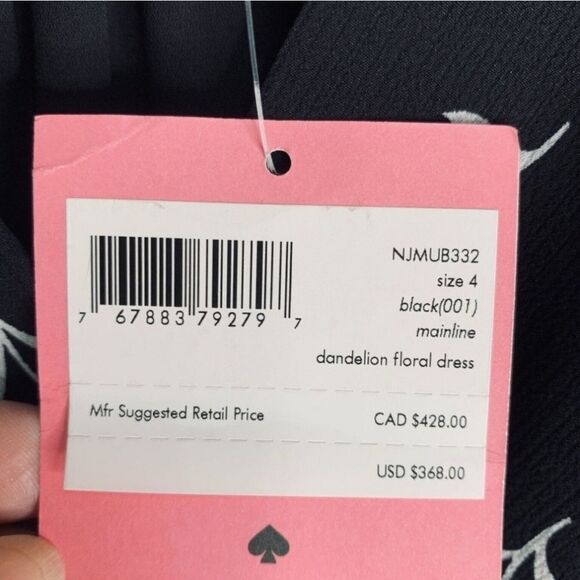 NJMUB332
size 4
black(001)
mainline
dandelion floral dress
7 67883 79279 7
Mfr Suggested Retail Price CAD $428.00
USD $368.00